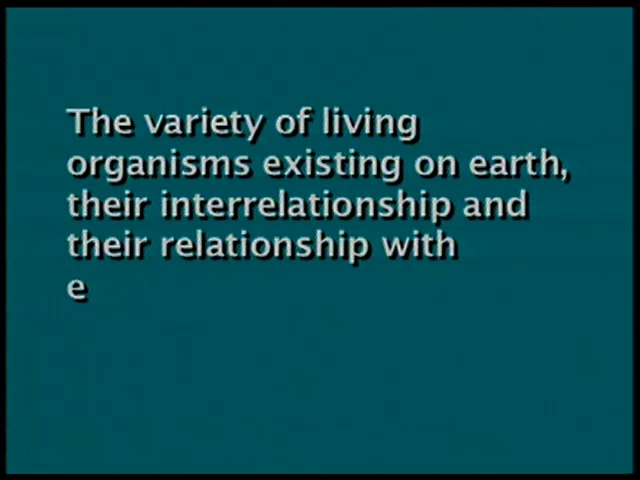 The variety of living
organisms existing on earth,
their interrelationship and
their relationship with
e